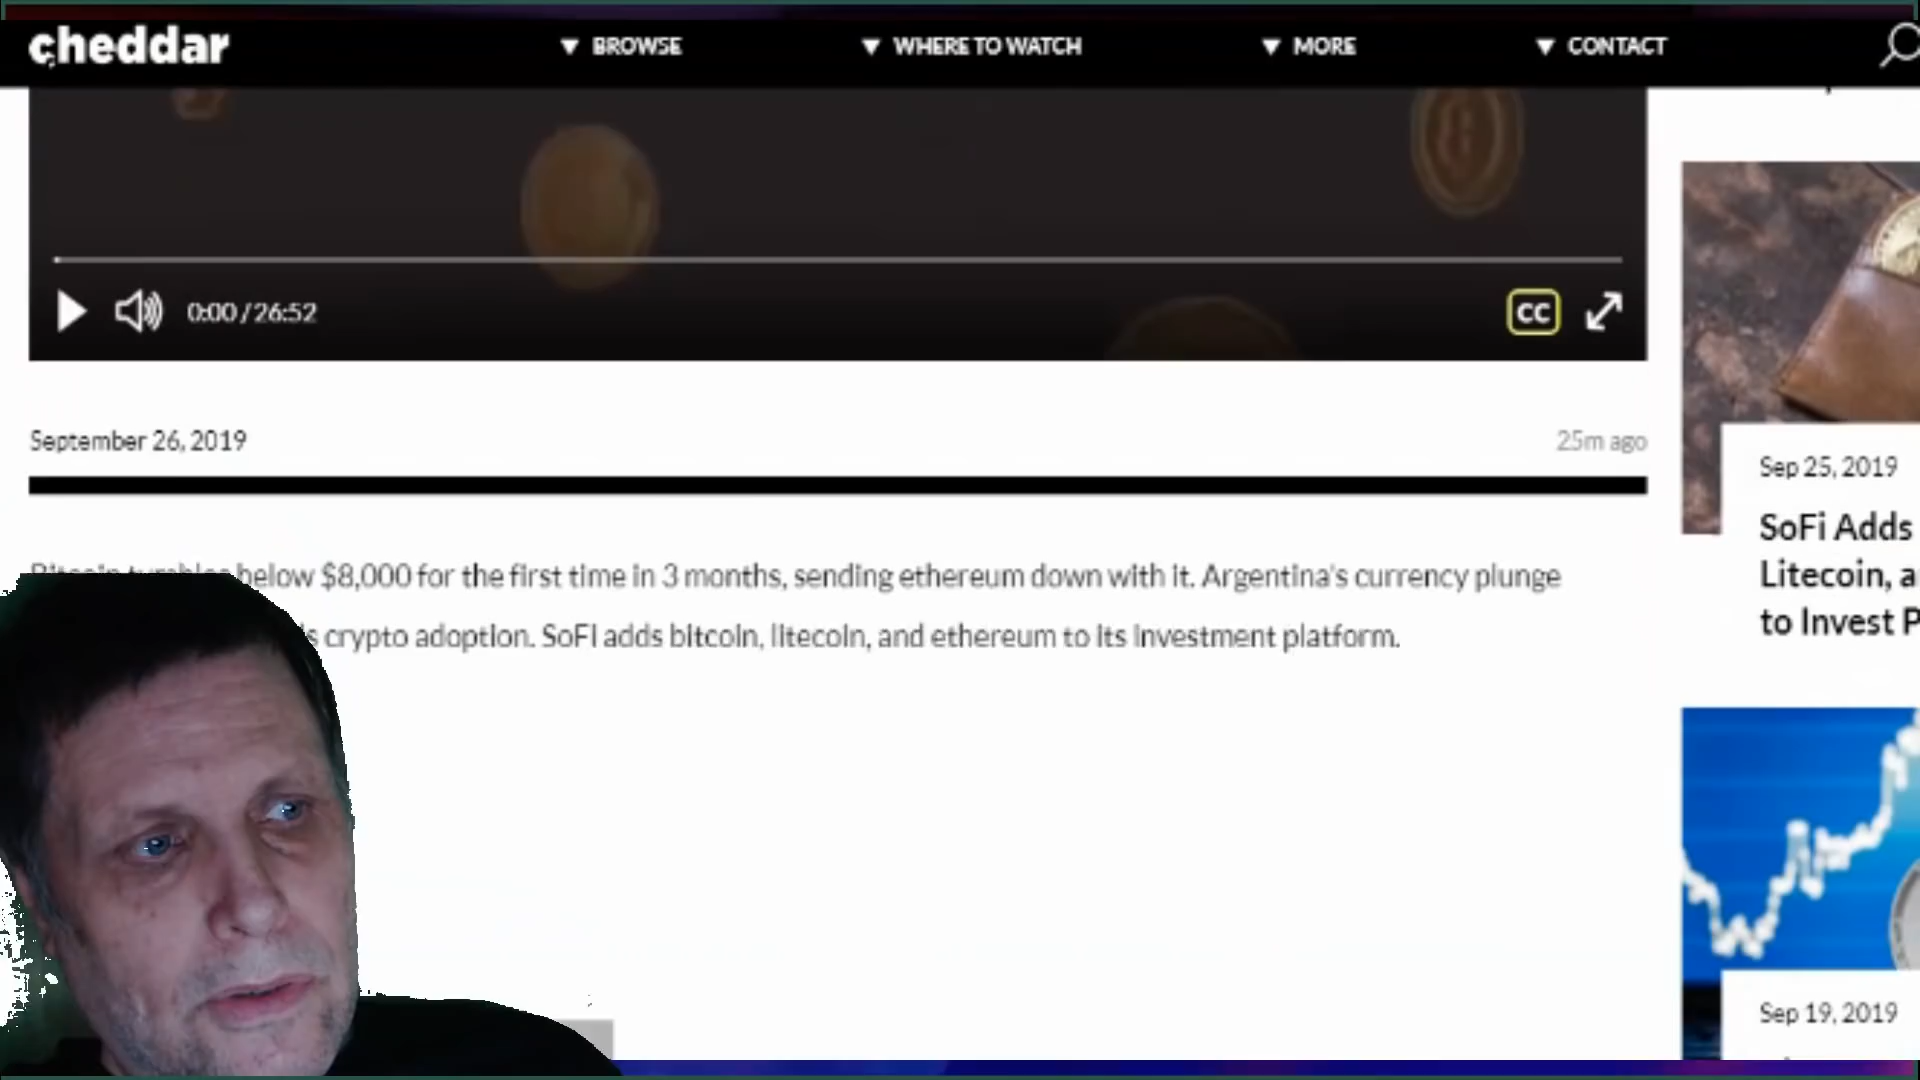 cheddar
BROWSE
WHERE TO WATCH
MORE
CONTACT
0:00 / 26:52
CC
September 26, 2019
25m ago
Bitcoin tumbles below $8,000 for the first time in 3 months, sending ethereum down with it. Argentina's currency plunge
crypto adoption. SoFi adds bitcoin, litecoin, and ethereum to its investment platform.
Sep 25, 2019
SoFi Adds
Litecoin, a
to Invest P
Sep 19, 2019